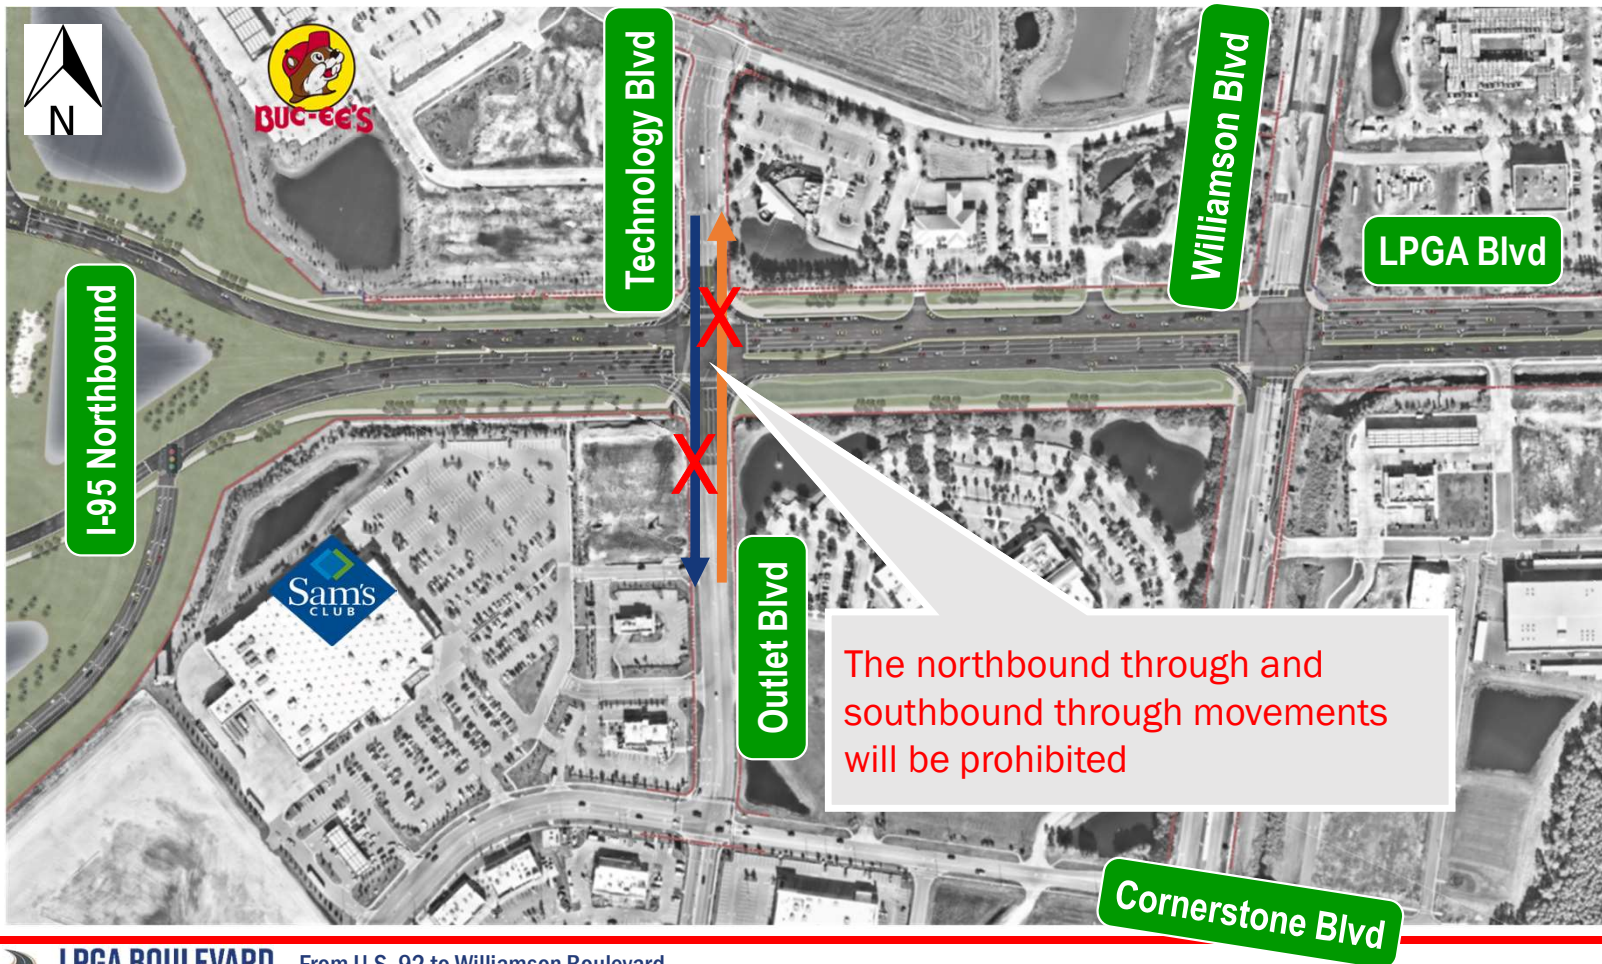 N
BUC-EE'S
Technology Blvd
Williamson Blvd
LPGA Blvd
I-95 Northbound
X
X
Sam's
CLUB
Outlet Blvd
The northbound through and
southbound through movements
will be prohibited
Cornerstone Blvd
LPGA BOULEVARD From U.S. 92 to Williamson Boulevard